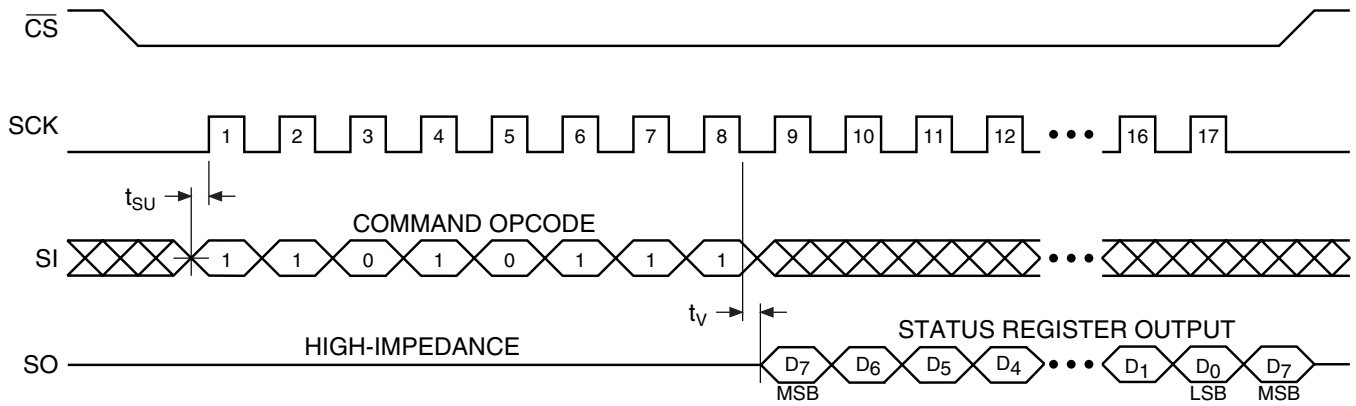 CS
SCK 1 2 3 4 5 6 7 8 9 10 11 12 ••• 16 17
tSU
COMMAND OPCODE
SI 1 1 0 1 0 1 1 1 •••
tV
HIGH-IMPEDANCE STATUS REGISTER OUTPUT
SO D7 D6 D5 D4 ••• D1 D0 D7
MSB LSB MSB